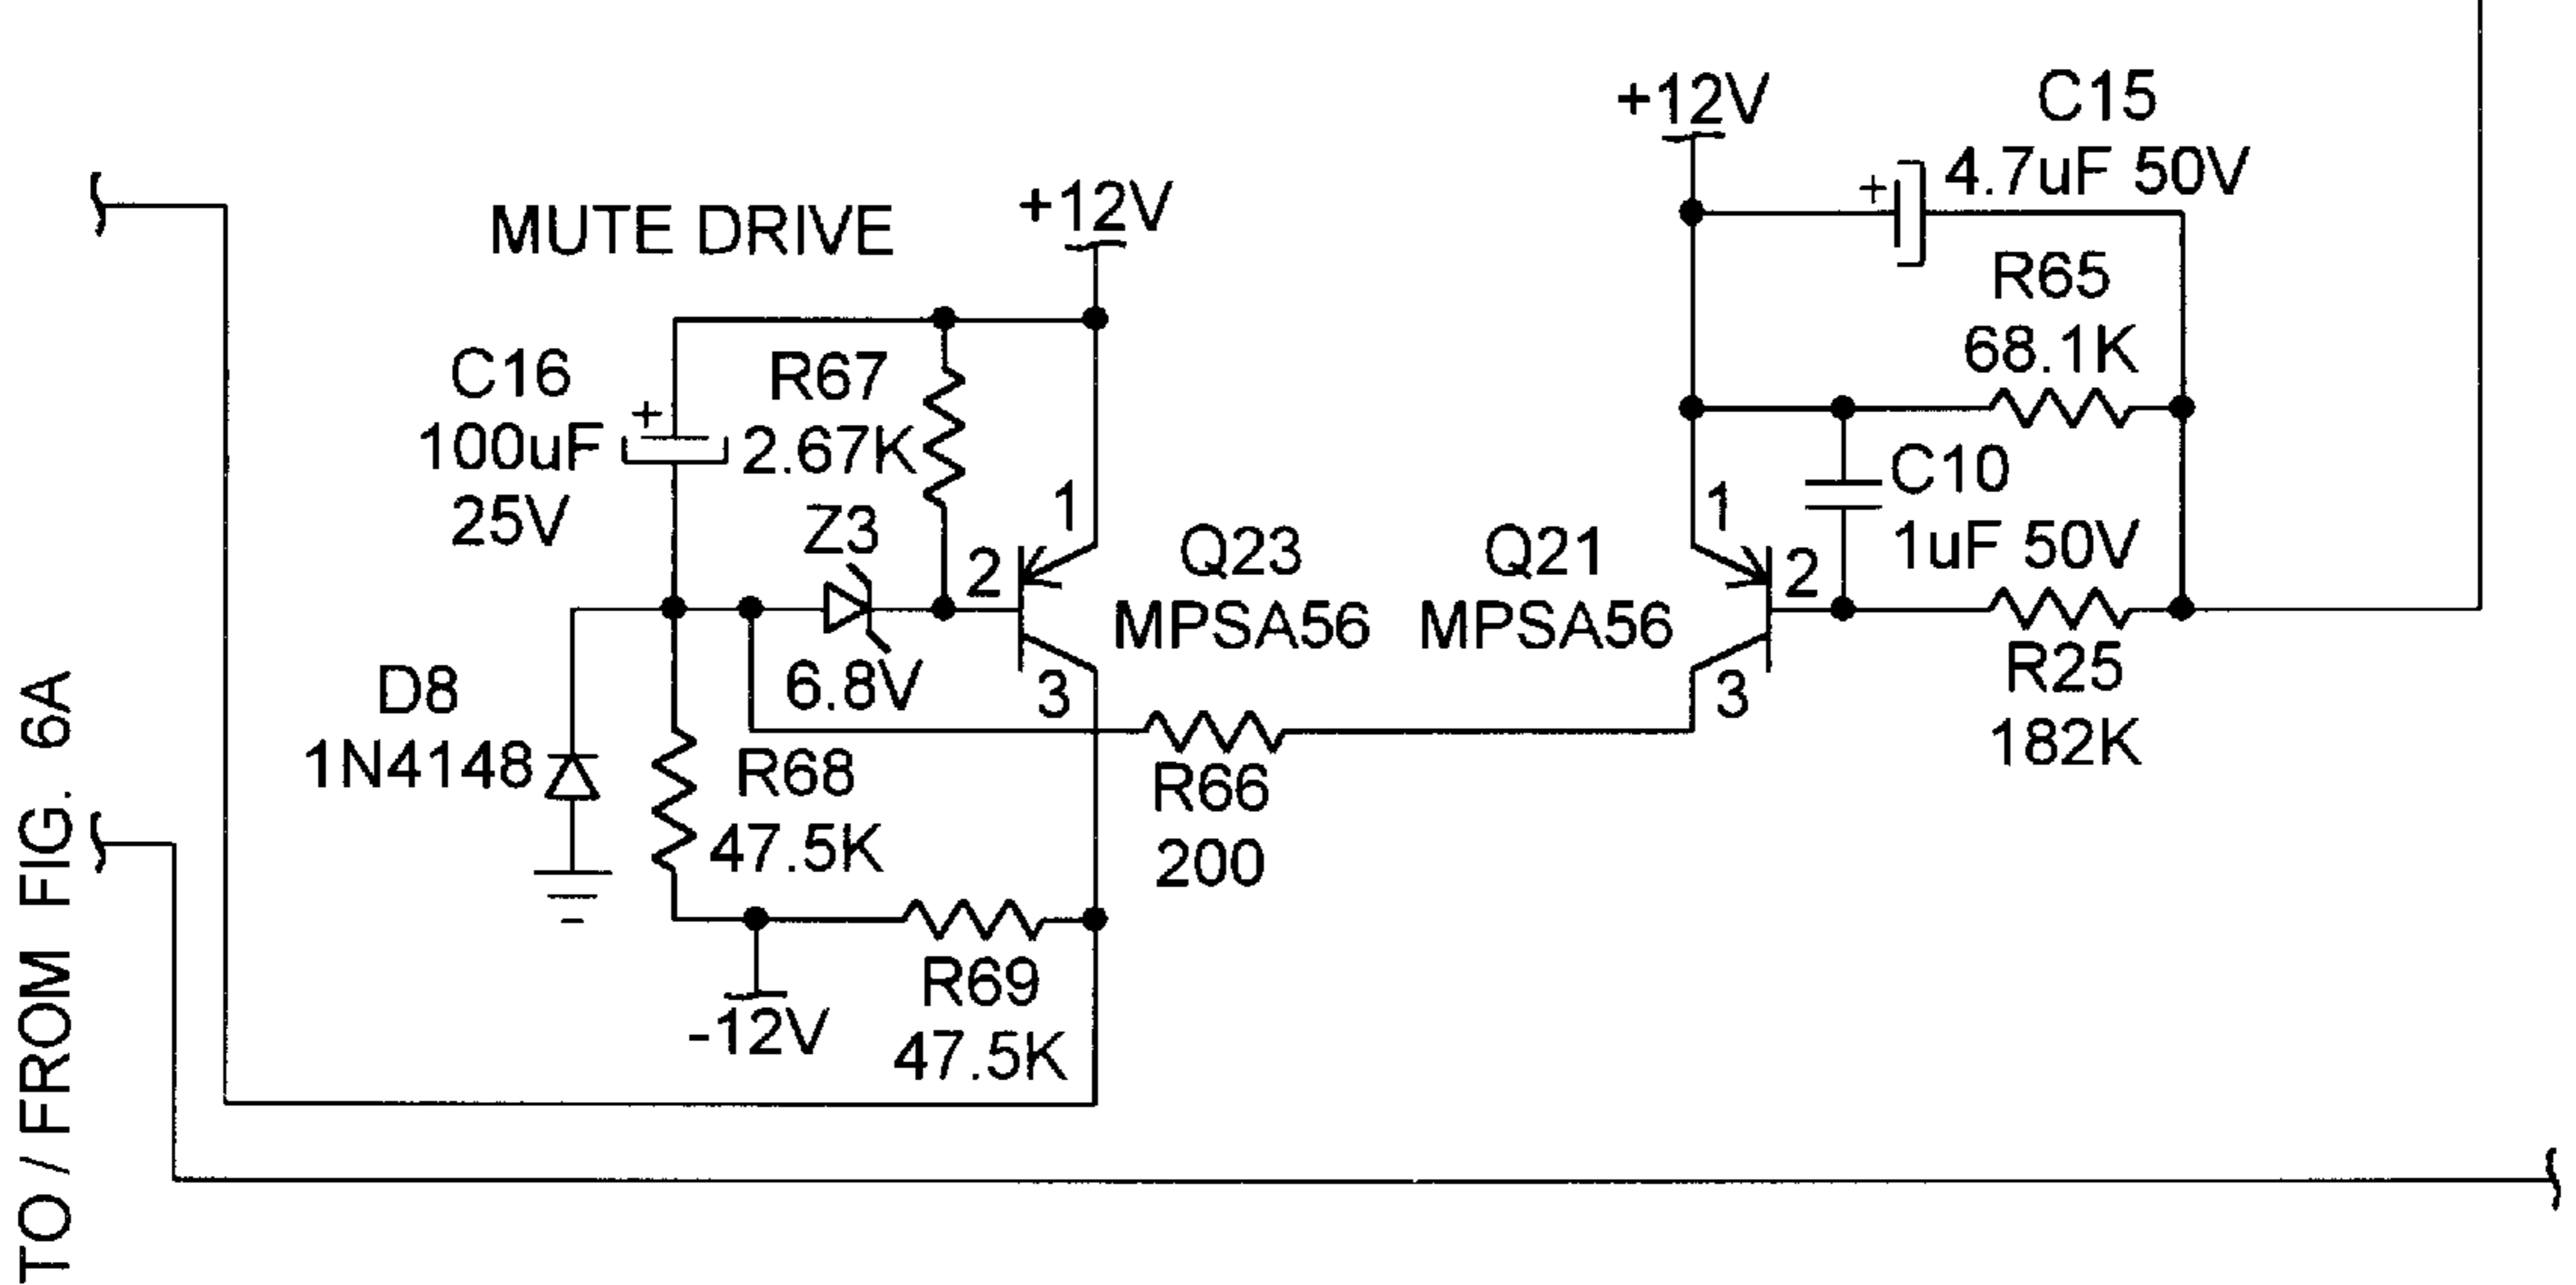 +12V
C15
4.7uF 50V
+
MUTE DRIVE
+12V
R65
68.1K
C16
100uF
25V
+
R67
2.67K
1
Z3
6.8V
2
Q23
MPSA56
3
Q21
MPSA56
1
2
3
C10
1uF 50V
R25
182K
D8
1N4148
R68
47.5K
R66
200
R69
47.5K
-12V
TO / FROM FIG. 6A